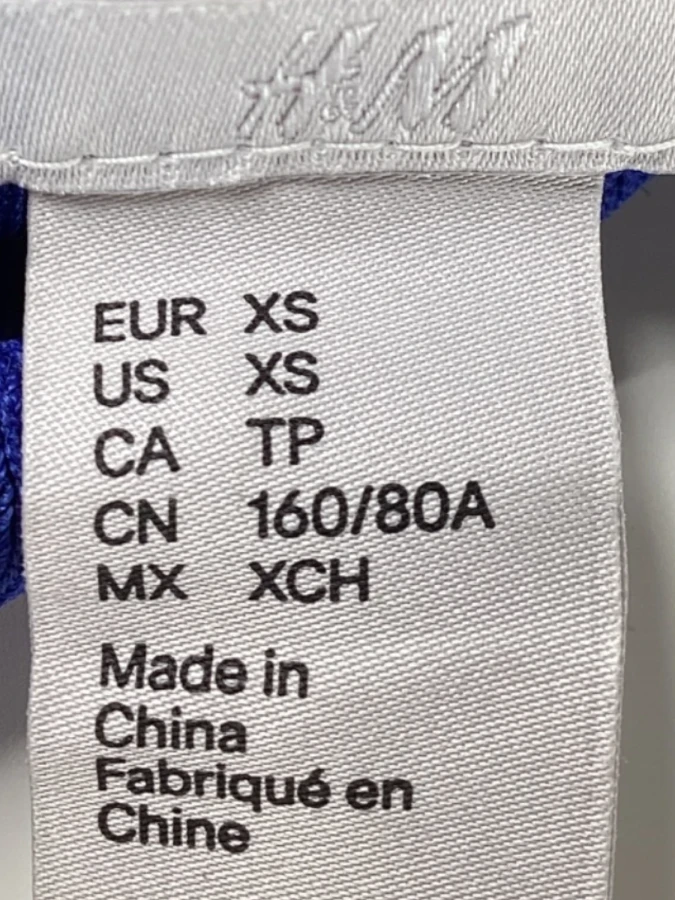 H&M
EUR XS
US XS
CA TP
CN 160/80A
MX XCH
Made in
China
Fabriqué en
Chine